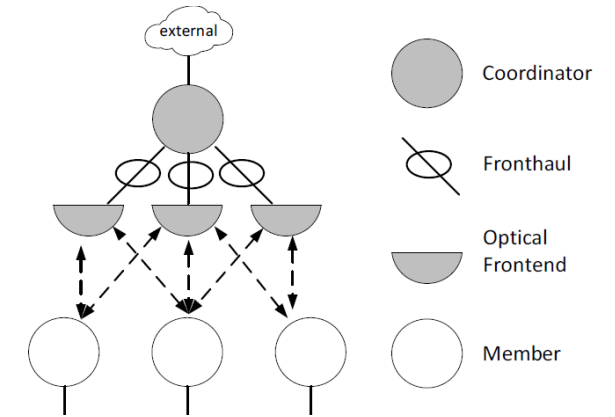 external
Coordinator
Fronthaul
Optical
Frontend
Member